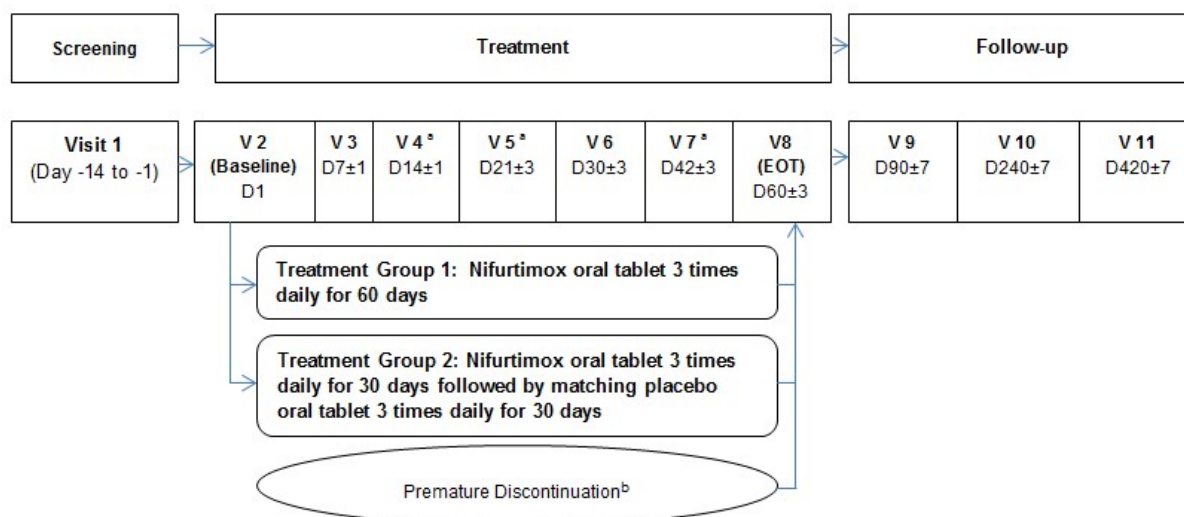 Screening
Treatment
Follow-up
Visit 1
(Day -14 to -1)
V 2
(Baseline)
D1
V 3
D7±1
V 4 ª
D14±1
V 5 ª
D21±3
V 6
D30±3
V 7 ª
D42±3
V8
(EOT)
D60±3
V 9
D90±7
V 10
D240±7
V 11
D420±7
Treatment Group 1: Nifurtimox oral tablet 3 times
daily for 60 days
Treatment Group 2: Nifurtimox oral tablet 3 times
daily for 30 days followed by matching placebo
oral tablet 3 times daily for 30 days
Premature Discontinuationᵇ